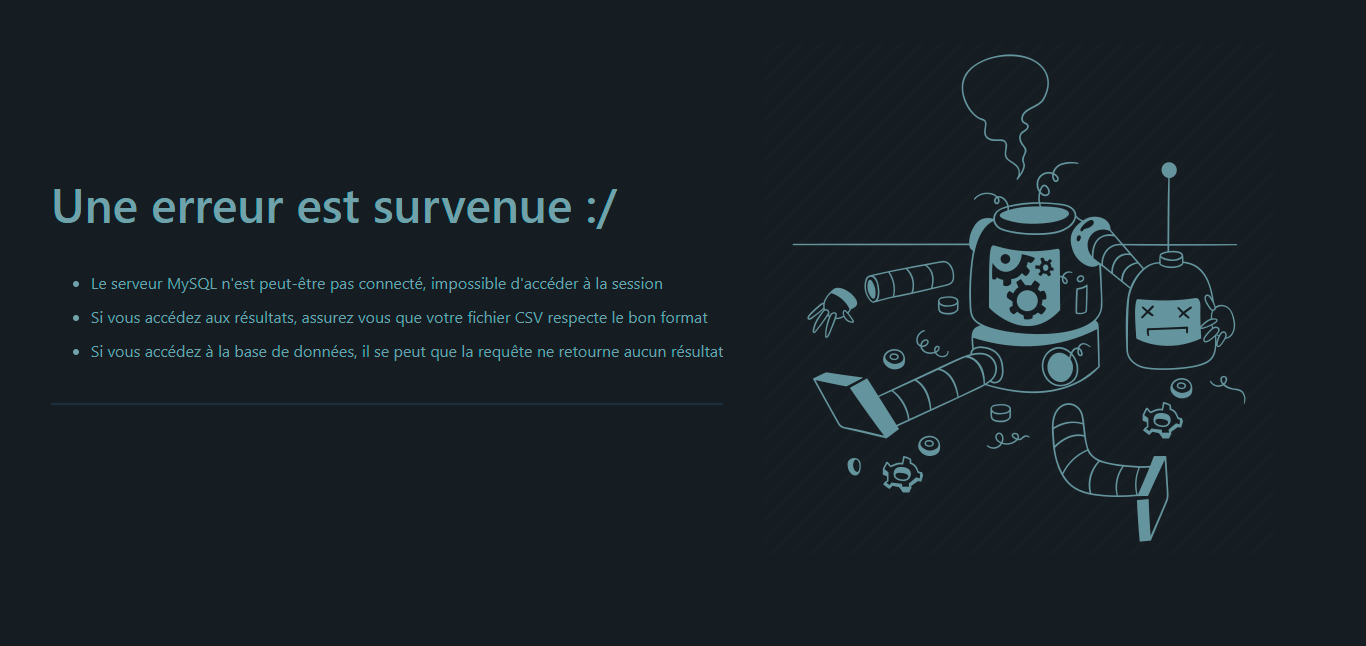 Une erreur est survenue :/
Le serveur MySQL n'est peut-être pas connecté, impossible d'accéder à la session
Si vous accédez aux résultats, assurez vous que votre fichier CSV respecte le bon format
Si vous accédez à la base de données, il se peut que la requête ne retourne aucun résultat